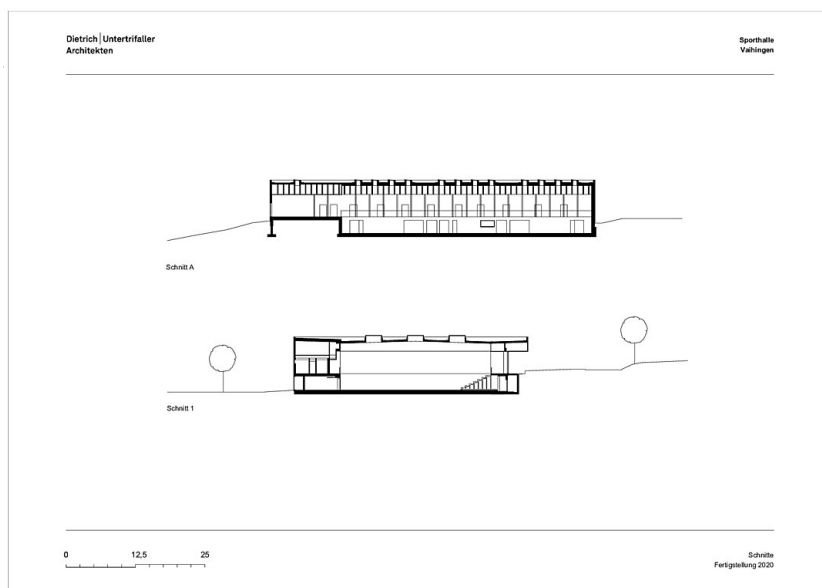 Dietrich|Untertrifaller
Architekten
Sporthalle
Vaihingen
Schnitt A
Schnitt 1
0 12,5 25
Schnitte
Fertigstellung 2020